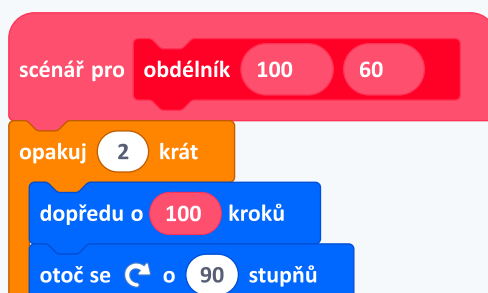 scénář pro obdélník 100 60
opakuj 2 krát
dopředu o 100 kroků
otoč se o 90 stupňů